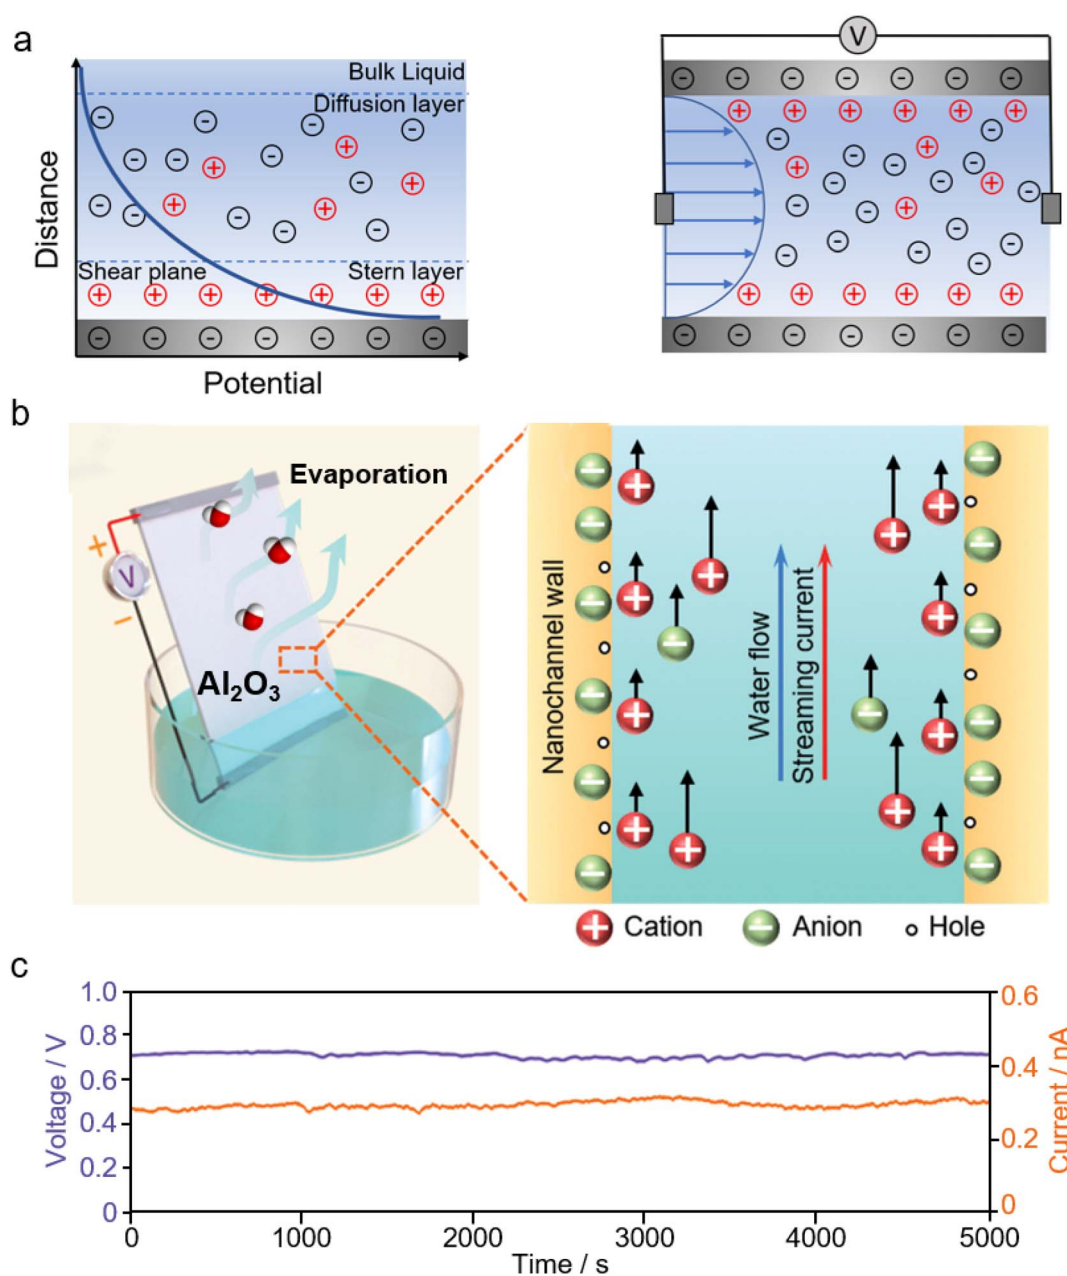 a
Bulk Liquid
Diffusion layer
Shear plane
Stern layer
Distance
Potential
V
b
Evaporation
+
V
−
Al₂O₃
Nanochannel wall
Water flow
Streaming current
Cation
Anion
Hole
c
Voltage / V
1.0
0.8
0.6
0.4
0.2
0
0.6
0.4
0.2
0
Current / nA
0
1000
2000
3000
4000
5000
Time / s